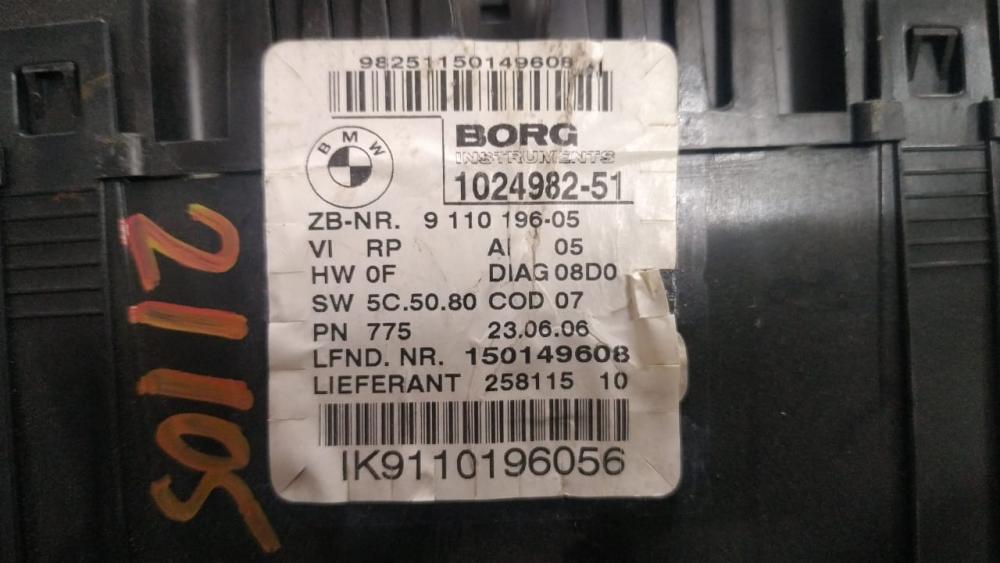 98251150149608
BMW
BORG
INSTRUMENTS
1024982-51
ZB-NR. 9 110 196-05
VI RP AI 05
HW 0F DIAG 08D0
SW 5C.50.80 COD 07
PN 775 23.06.06
LFND. NR. 150149608
LIEFERANT 258115 10
IK9110196056
21105